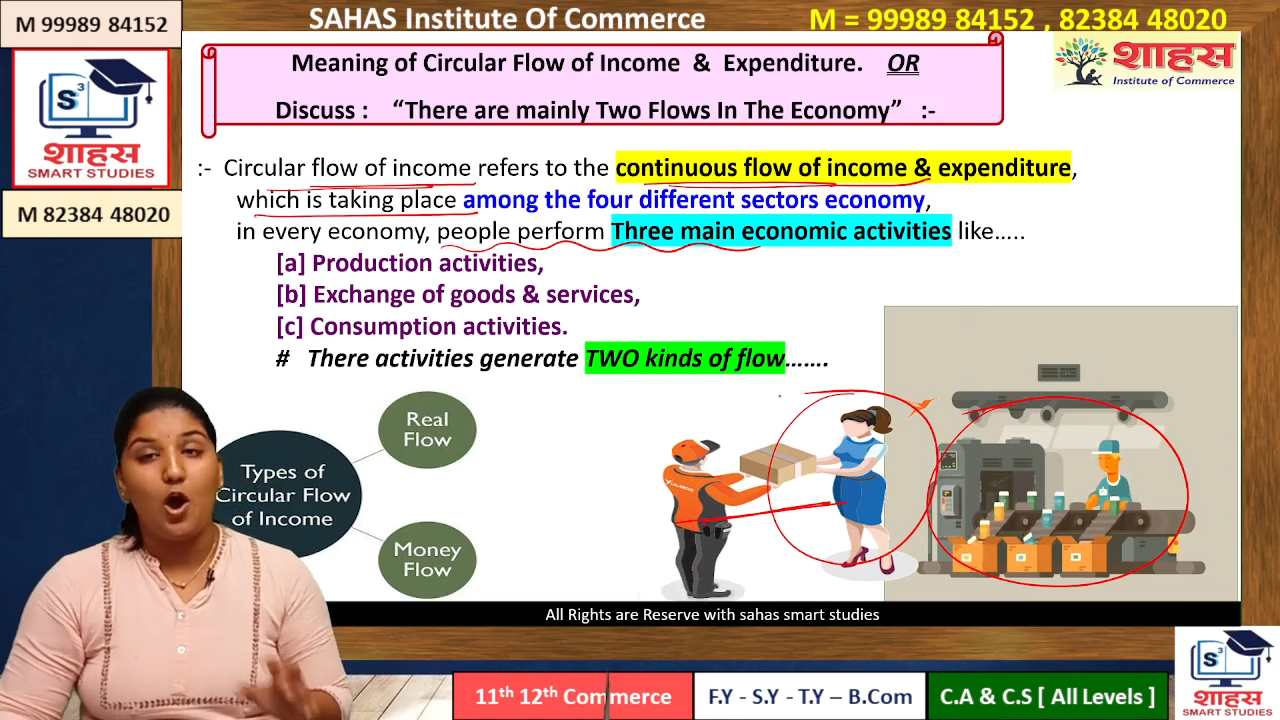 M 99989 84152
SAHAS Institute Of Commerce
M = 99989 84152 , 82384 48020
S3
शाहस
SMART STUDIES
M 82384 48020
Meaning of Circular Flow of Income & Expenditure. OR
Discuss : “There are mainly Two Flows In The Economy” :-
शाहस
Institute of Commerce
:- Circular flow of income refers to the continuous flow of income & expenditure,
which is taking place among the four different sectors economy,
in every economy, people perform Three main economic activities like.....
[a] Production activities,
[b] Exchange of goods & services,
[c] Consumption activities.
# There activities generate TWO kinds of flow.......
Real
Flow
Types of
Circular Flow
of Income
Money
Flow
All Rights are Reserve with sahas smart studies
11th 12th Commerce
F.Y - S.Y - T.Y – B.Com
C.A & C.S [ All Levels ]
S3
शाहस
SMART STUDIES